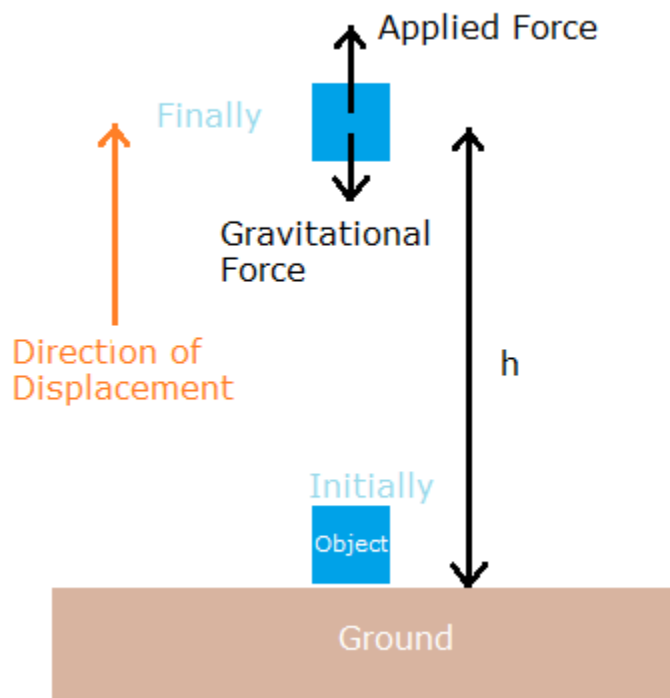 Applied Force
Finally
Gravitational
Force
Direction of
Displacement
h
Initially
Object
Ground